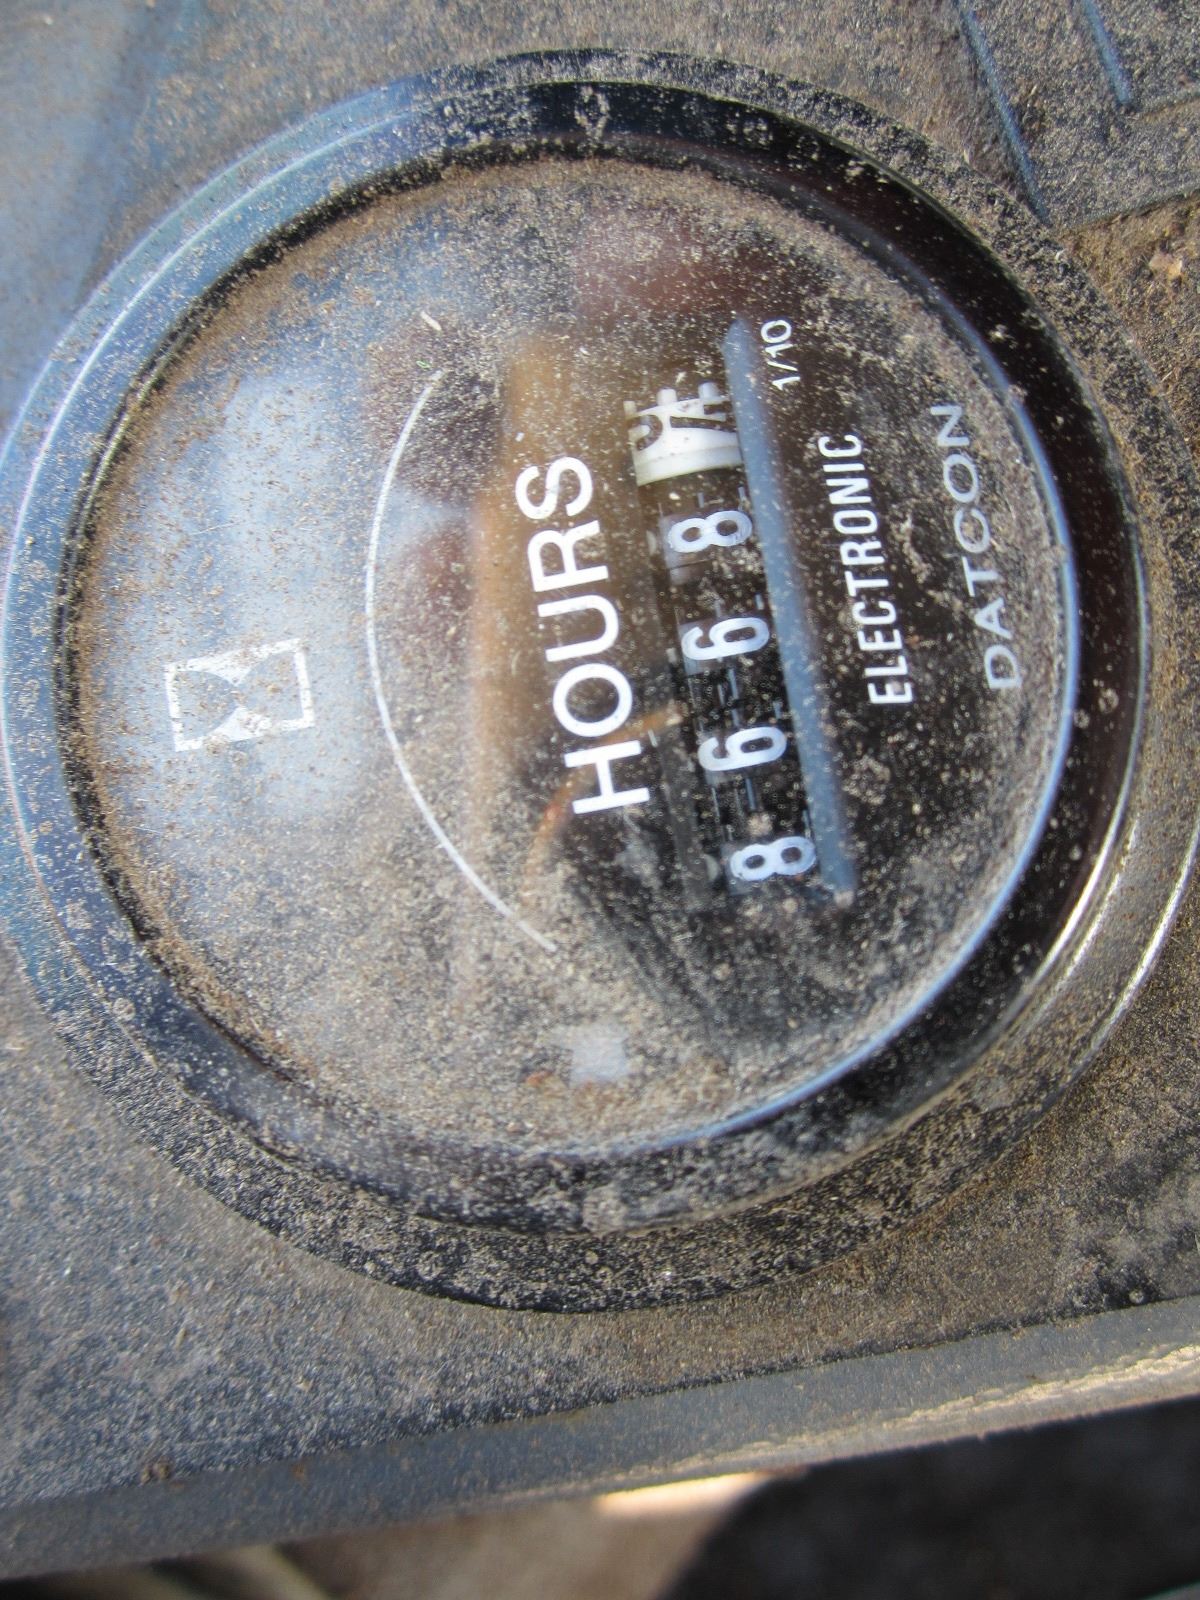 HOURS
8668
1/10
ELECTRONIC
DATCON